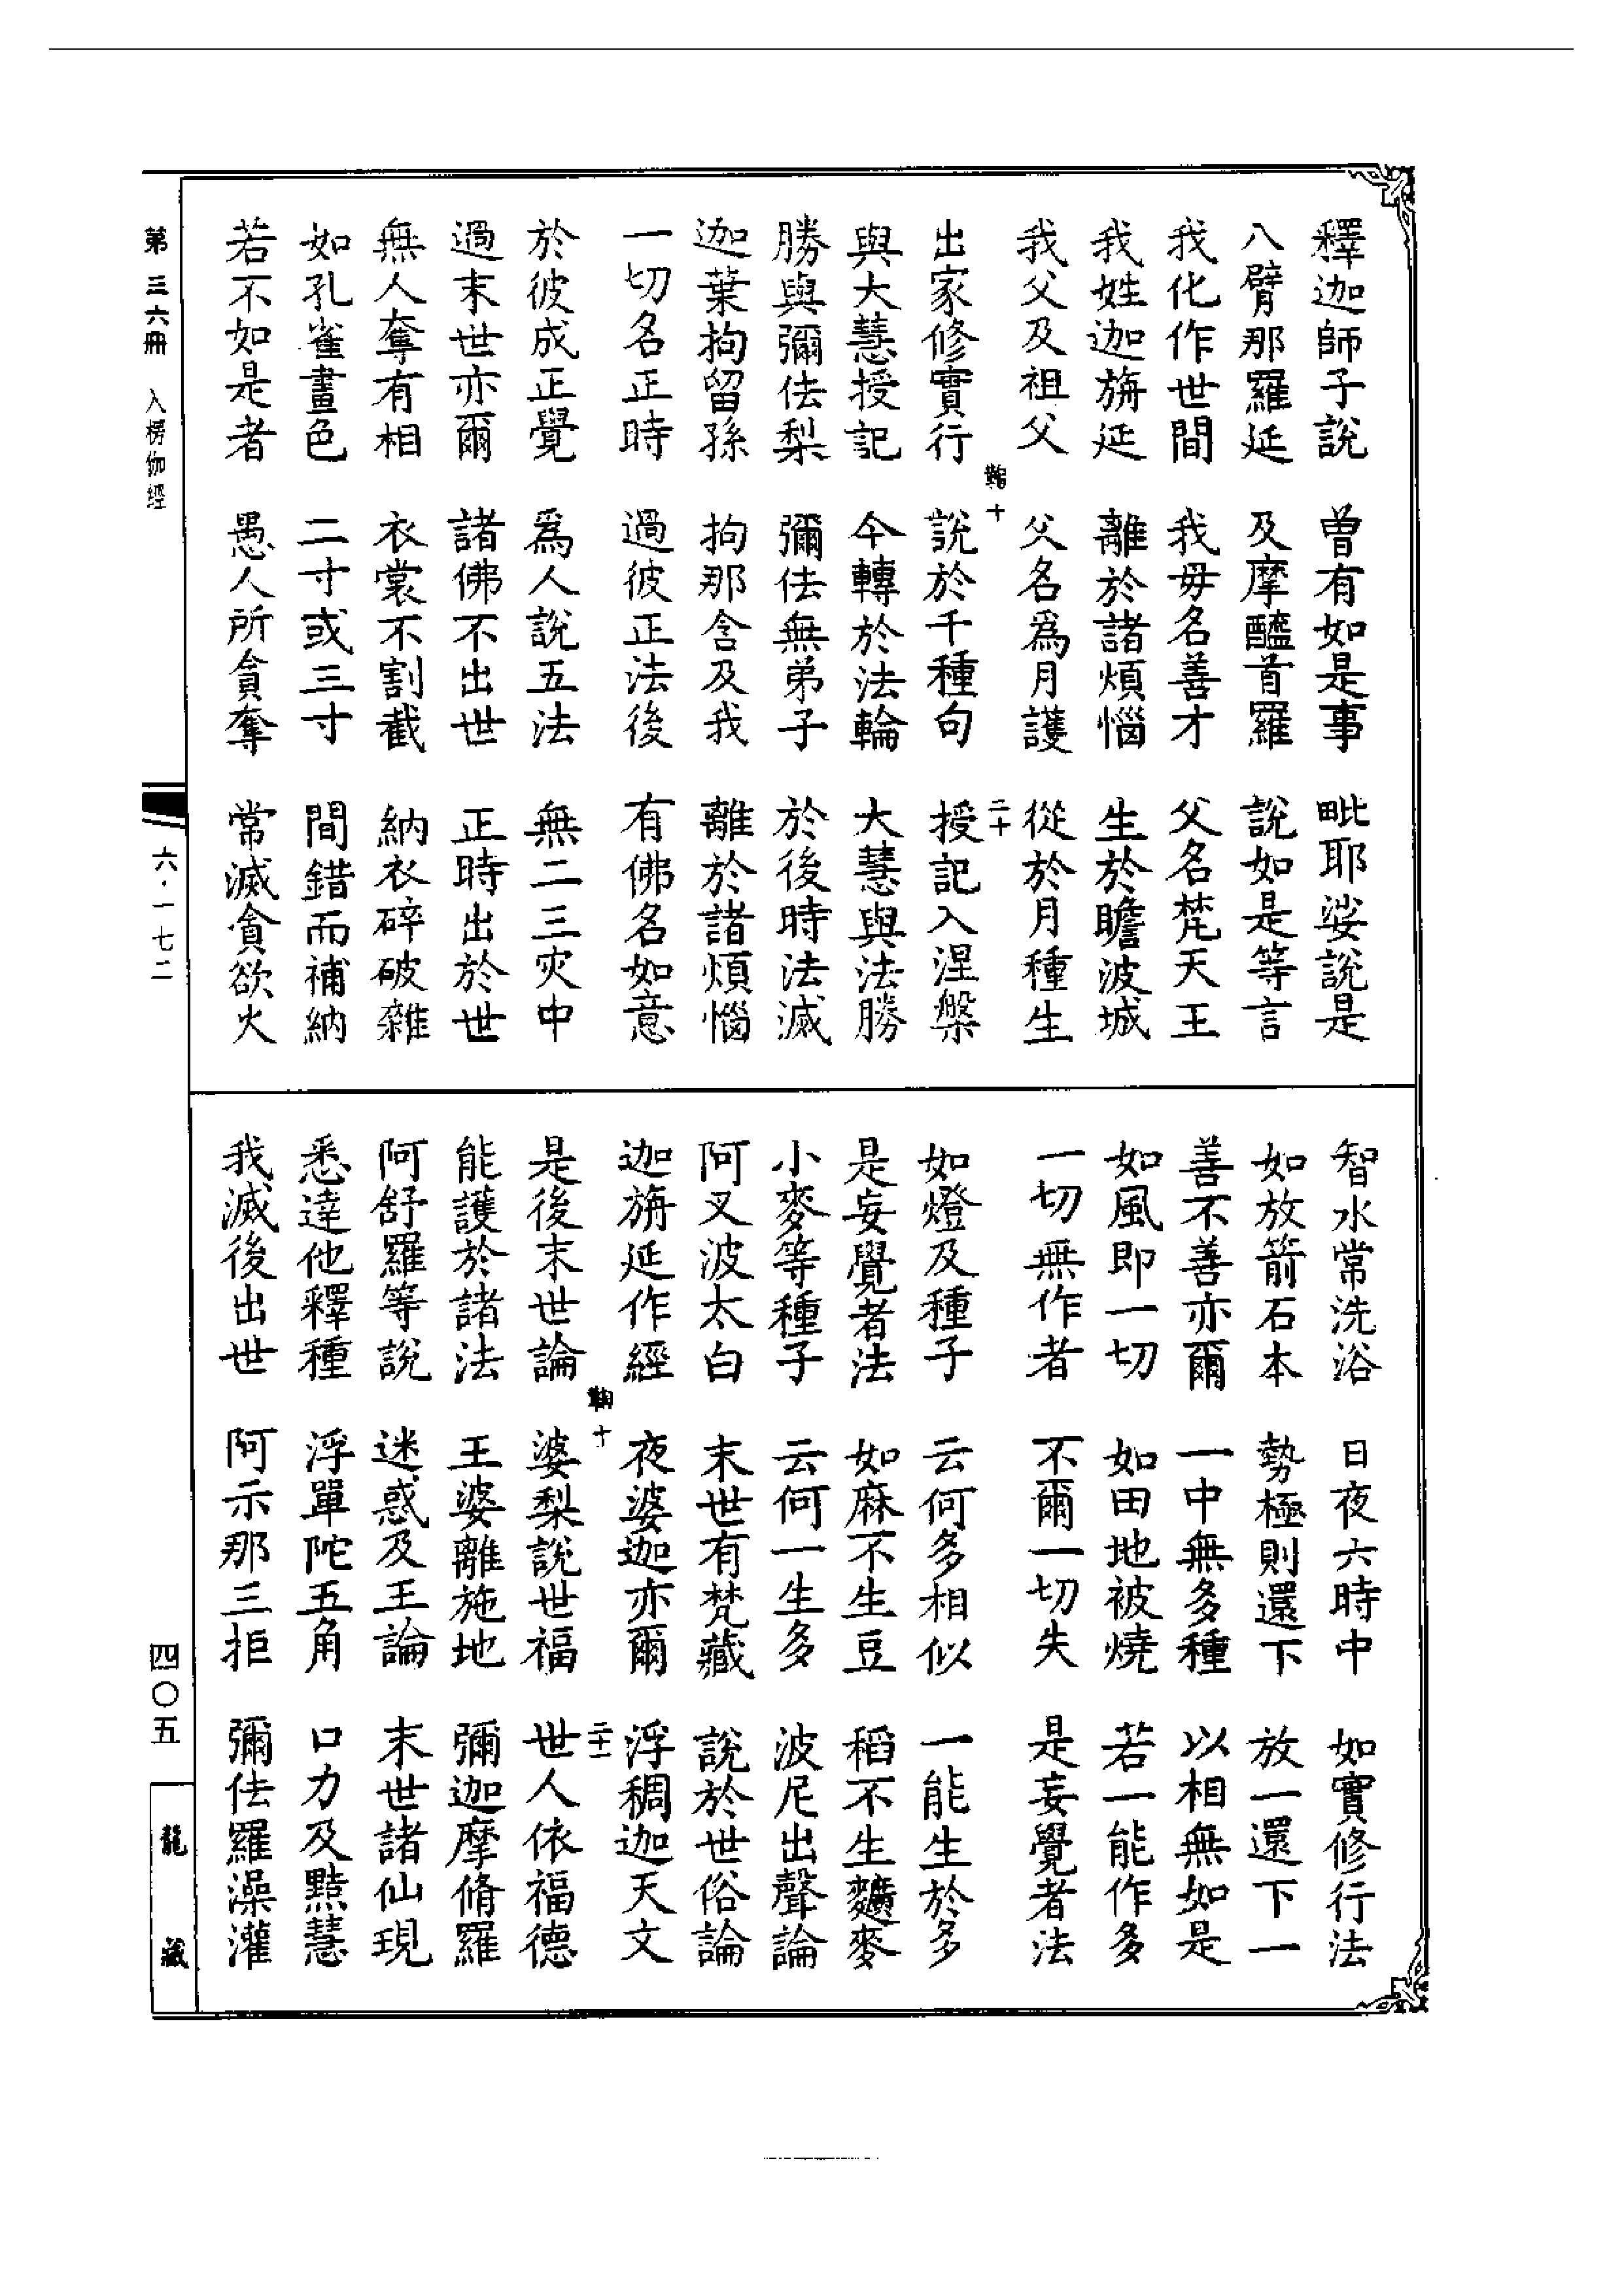 釋迦師子說　曾有如是事　毗耶娑說是
八臂那羅延　及摩醯首羅　說如是等言
我化作世間　我母名善才　父名梵天王
我姓迦旃延　離於諸煩惱　生於瞻波城
我父及祖父　父名為月護　從於月種生
十　二十
出家修實行　說於千種句　授記入涅槃
與大慧授記　今轉於法輪　大慧與法勝
勝與彌佉梨　彌佉無弟子　於後時法滅
迦葉拘留孫　拘那含及我　離於諸煩惱
一切名正時　過彼正法後　有佛名如意
於彼成正覺　為人說五法　無二三災中
過末世亦爾　諸佛不出世　正時出於世
無人奪有相　衣裳不割截　納衣碎破雜
如孔雀畫色　二寸或三寸　間錯而補納
若不如是者　愚人所貪奪　常滅貪欲火
智水常洗浴　日夜六時中　如實修行法
如放箭石本　勢極則還下　放一還下一
善不善亦爾　一中無多種　以相無如是
如風即一切　如田地被燒　若一能作多
一切無作者　不爾一切失　是妄覺者法
如燈及種子　云何多相似　一能生於多
是妄覺者法　如麻不生豆　稻不生䵃麥
小麥等種子　云何一生多　波尼出聲論
阿叉波太白　末世有梵藏　說於世俗論
迦旃延作經　夜婆迦亦爾　浮稠迦天文
十　二十一
是後末世論　婆梨說世福　世人依福德
能護於諸法　王婆離施地　彌迦摩脩羅
阿舒羅等說　迷惑及王論　末世諸仙現
悉達他釋種　浮單陀五角　口力及黠慧
我滅後出世　阿示那三拒　彌佉羅澡灌
第三六冊　入楞伽經
六·一七二
四〇五
龍藏